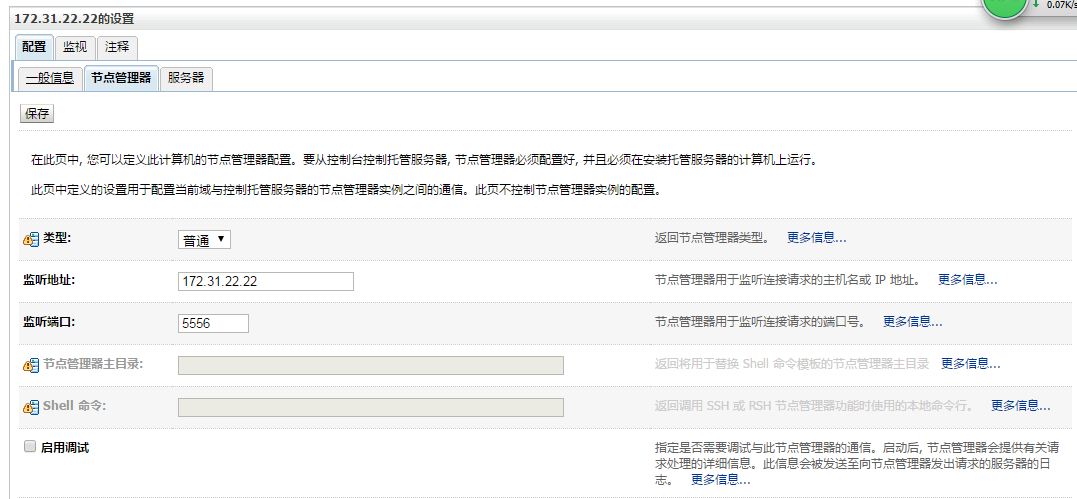 0.07K/s
172.31.22.22的设置
配置 监视 注释
一般信息 节点管理器 服务器
保存
在此页中, 您可以定义此计算机的节点管理器配置。要从控制台控制托管服务器, 节点管理器必须配置好, 并且必须在安装托管服务器的计算机上运行。
此页中定义的设置用于配置当前域与控制托管服务器的节点管理器实例之间的通信。此页不控制节点管理器实例的配置。
类型: 普通 返回节点管理器类型。 更多信息...
监听地址: 172.31.22.22 节点管理器用于监听连接请求的主机名或 IP 地址。 更多信息...
监听端口: 5556 节点管理器用于监听连接请求的端口号。 更多信息...
节点管理器主目录: 返回将用于替换 Shell 命令模板的节点管理器主目录 更多信息...
Shell 命令: 返回调用 SSH 或 RSH 节点管理器功能时使用的本地命令行。 更多信息...
启用调试 指定是否需要调试与此节点管理器的通信。启动后, 节点管理器会提供有关请
求处理的详细信息。此信息会被发送至向节点管理器发出请求的服务器的日
志。 更多信息...